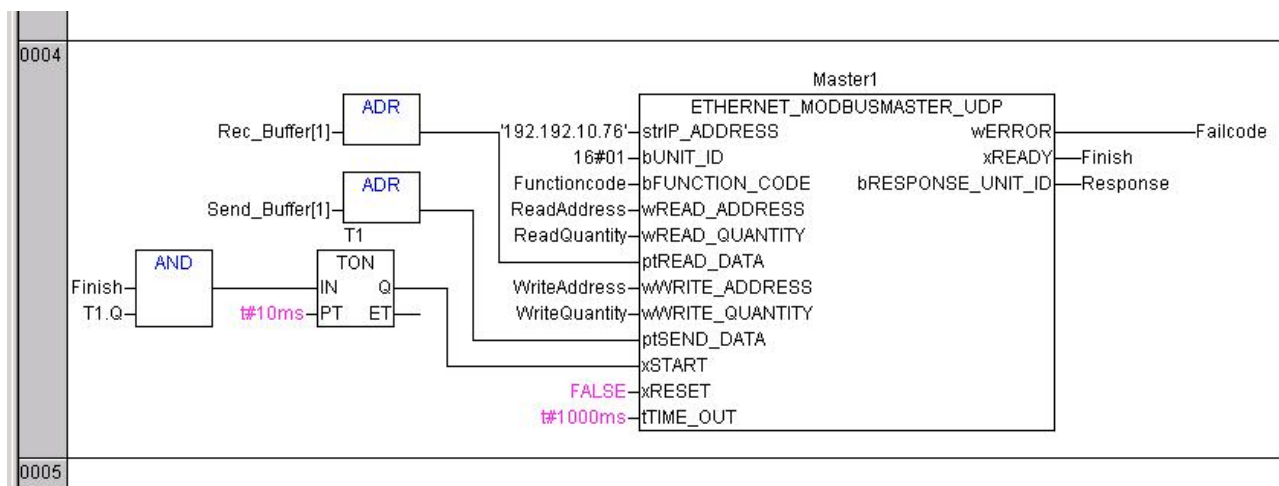 0004
Master1
ADR
ETHERNET_MODBUSMASTER_UDP
Rec_Buffer[1]
'192.192.10.76'
strIP_ADDRESS
wERROR
Failcode
16#01
bUNIT_ID
xREADY
Finish
ADR
Functioncode
bFUNCTION_CODE
bRESPONSE_UNIT_ID
Response
Send_Buffer[1]
ReadAddress
wREAD_ADDRESS
T1
ReadQuantity
wREAD_QUANTITY
AND
TON
ptREAD_DATA
Finish
IN
Q
WriteAddress
wWRITE_ADDRESS
T1.Q
t#10ms
PT
ET
WriteQuantity
wWRITE_QUANTITY
ptSEND_DATA
xSTART
FALSE
xRESET
t#1000ms
tTIME_OUT
0005